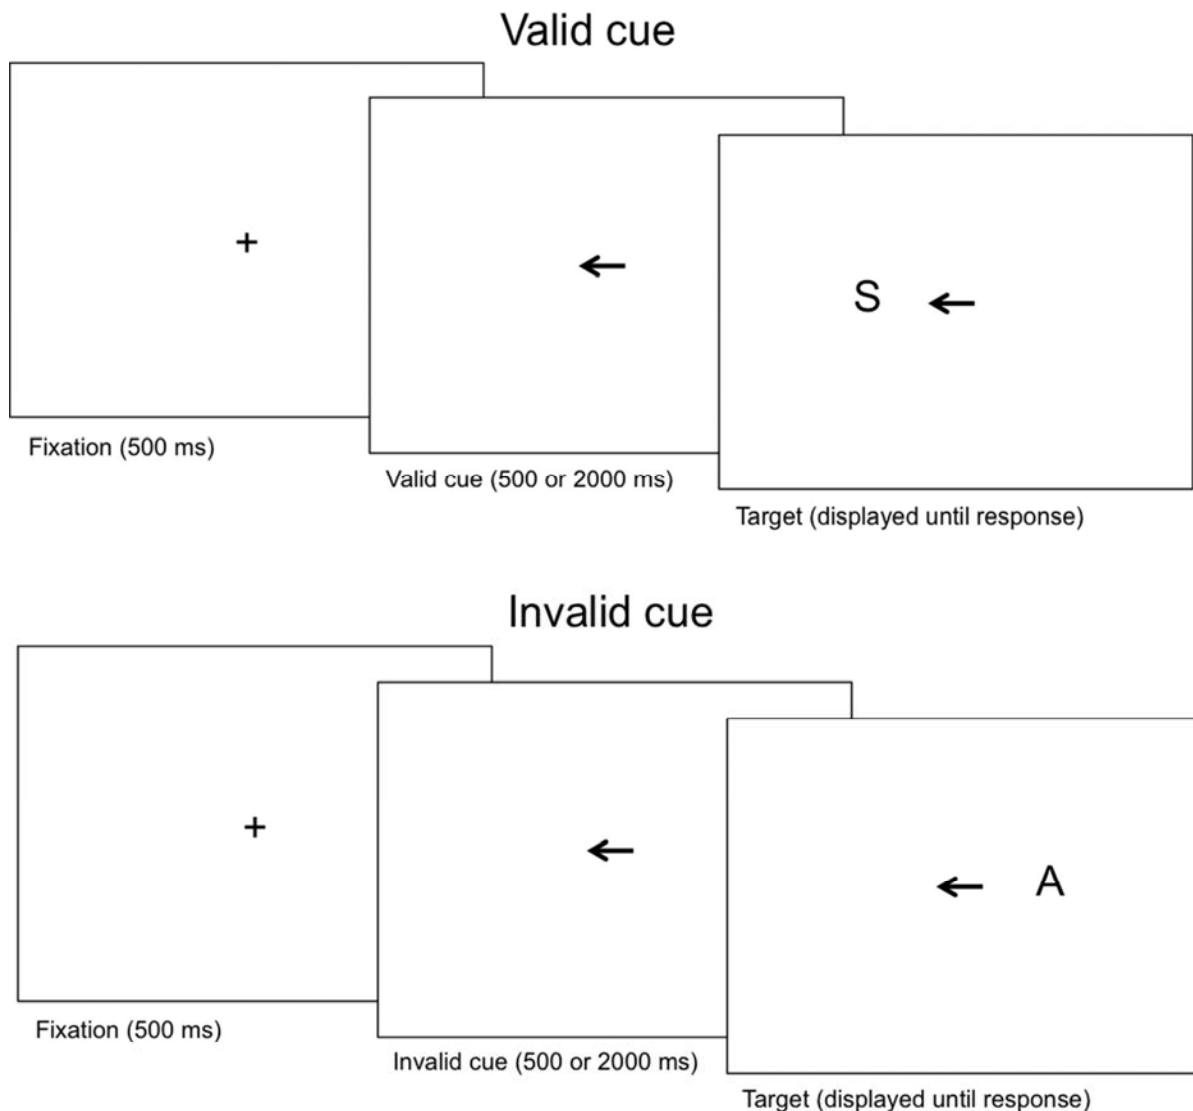 Valid cue
+
S
Fixation (500 ms)
Valid cue (500 or 2000 ms)
Target (displayed until response)
Invalid cue
+
A
Fixation (500 ms)
Invalid cue (500 or 2000 ms)
Target (displayed until response)